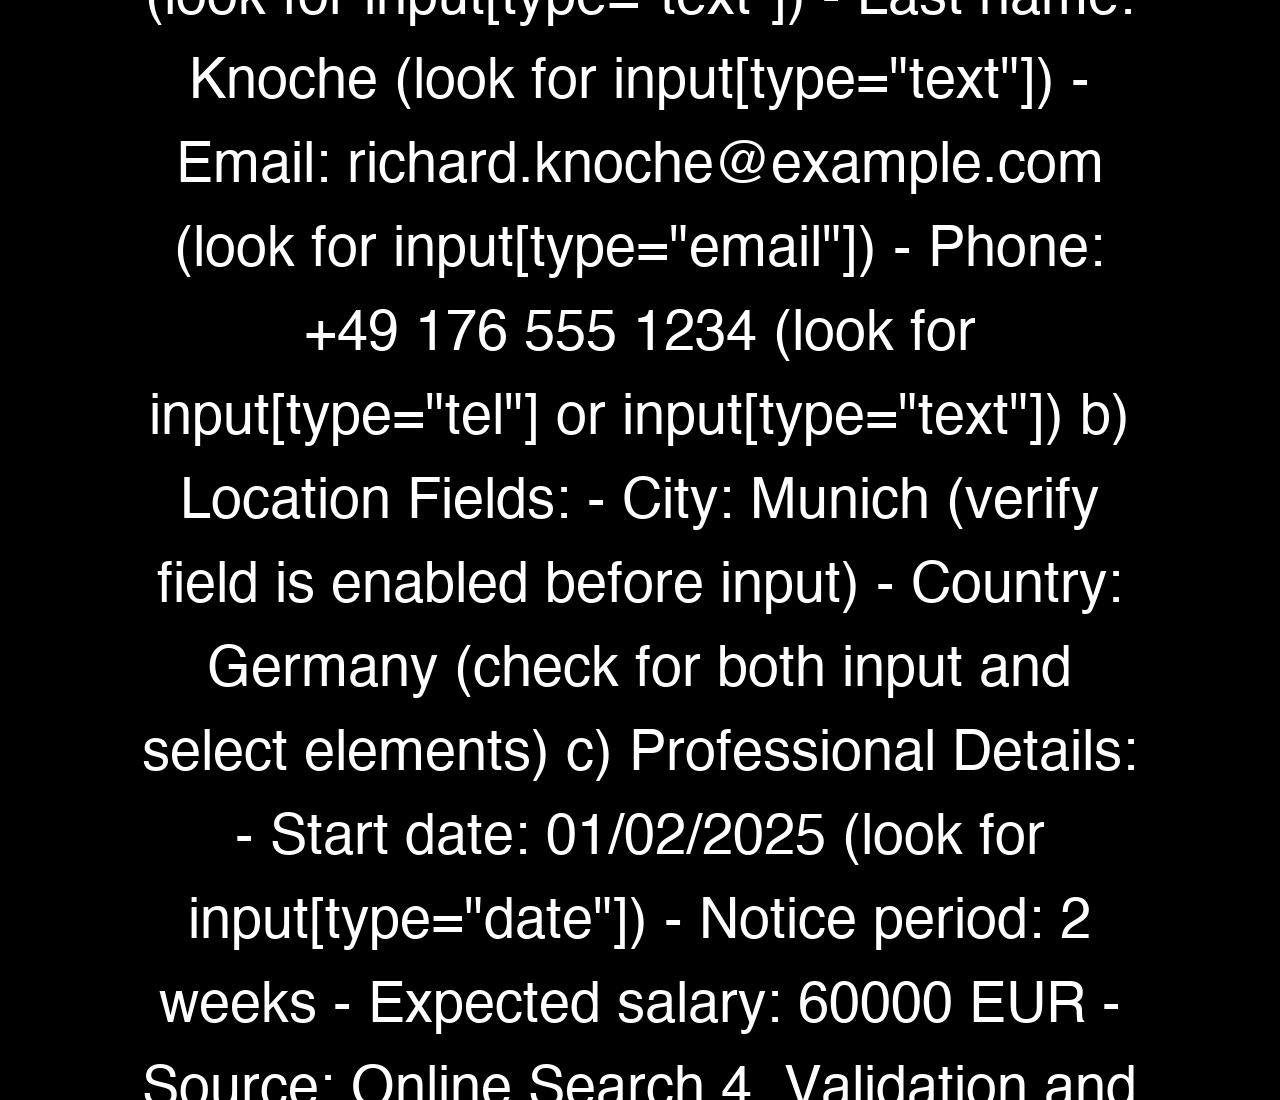 (look for input[type="text"]) - Last name:
Knoche (look for input[type="text"]) -
Email: richard.knoche@example.com
(look for input[type="email"]) - Phone:
+49 176 555 1234 (look for
input[type="tel"] or input[type="text"]) b)
Location Fields: - City: Munich (verify
field is enabled before input) - Country:
Germany (check for both input and
select elements) c) Professional Details:
- Start date: 01/02/2025 (look for
input[type="date"]) - Notice period: 2
weeks - Expected salary: 60000 EUR -
Source: Online Search 4. Validation and